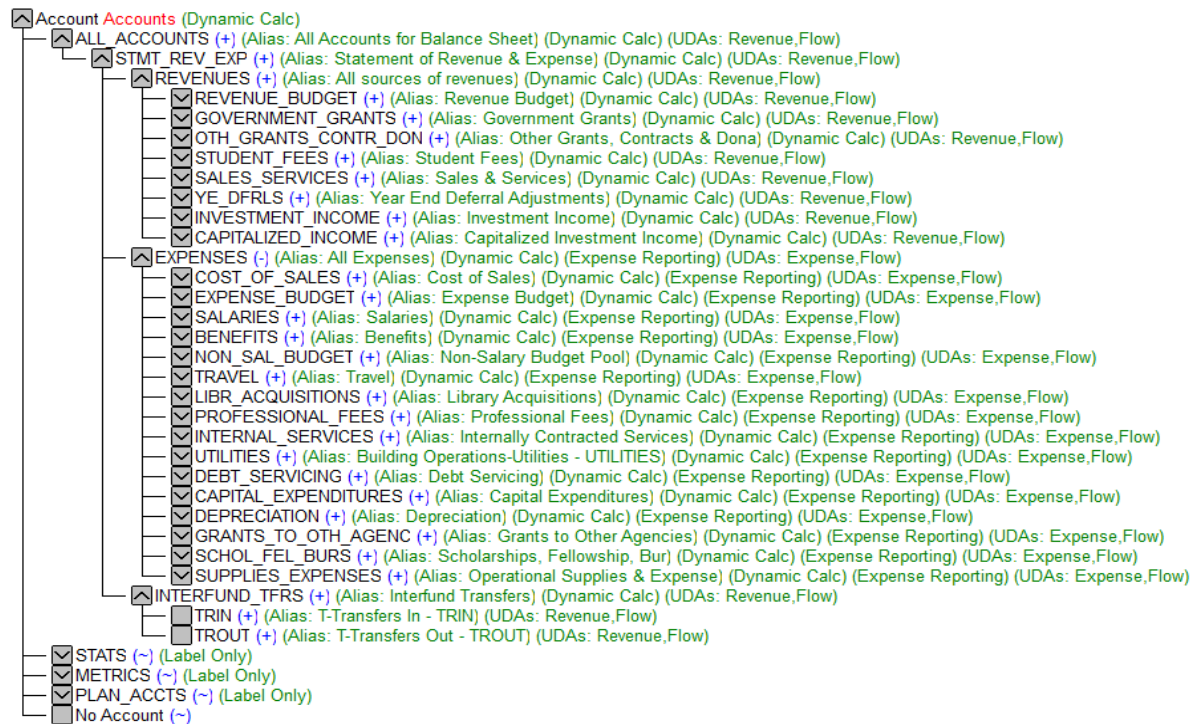 Account Accounts (Dynamic Calc)
ALL_ACCOUNTS (+) (Alias: All Accounts for Balance Sheet) (Dynamic Calc) (UDAs: Revenue,Flow)
STMT_REV_EXP (+) (Alias: Statement of Revenue & Expense) (Dynamic Calc) (UDAs: Revenue,Flow)
REVENUES (+) (Alias: All sources of revenues) (Dynamic Calc) (UDAs: Revenue,Flow)
REVENUE_BUDGET (+) (Alias: Revenue Budget) (Dynamic Calc) (UDAs: Revenue,Flow)
GOVERNMENT_GRANTS (+) (Alias: Government Grants) (Dynamic Calc) (UDAs: Revenue,Flow)
OTH_GRANTS_CONTR_DON (+) (Alias: Other Grants, Contracts & Dona) (Dynamic Calc) (UDAs: Revenue,Flow)
STUDENT_FEES (+) (Alias: Student Fees) (Dynamic Calc) (UDAs: Revenue,Flow)
SALES_SERVICES (+) (Alias: Sales & Services) (Dynamic Calc) (UDAs: Revenue,Flow)
YE_DFRLS (+) (Alias: Year End Deferral Adjustments) (Dynamic Calc) (UDAs: Revenue,Flow)
INVESTMENT_INCOME (+) (Alias: Investment Income) (Dynamic Calc) (UDAs: Revenue,Flow)
CAPITALIZED_INCOME (+) (Alias: Capitalized Investment Income) (Dynamic Calc) (UDAs: Revenue,Flow)
EXPENSES (-) (Alias: All Expenses) (Dynamic Calc) (Expense Reporting) (UDAs: Expense,Flow)
COST_OF_SALES (+) (Alias: Cost of Sales) (Dynamic Calc) (Expense Reporting) (UDAs: Expense,Flow)
EXPENSE_BUDGET (+) (Alias: Expense Budget) (Dynamic Calc) (Expense Reporting) (UDAs: Expense,Flow)
SALARIES (+) (Alias: Salaries) (Dynamic Calc) (Expense Reporting) (UDAs: Expense,Flow)
BENEFITS (+) (Alias: Benefits) (Dynamic Calc) (Expense Reporting) (UDAs: Expense,Flow)
NON_SAL_BUDGET (+) (Alias: Non-Salary Budget Pool) (Dynamic Calc) (Expense Reporting) (UDAs: Expense,Flow)
TRAVEL (+) (Alias: Travel) (Dynamic Calc) (Expense Reporting) (UDAs: Expense,Flow)
LIBR_ACQUISITIONS (+) (Alias: Library Acquisitions) (Dynamic Calc) (Expense Reporting) (UDAs: Expense,Flow)
PROFESSIONAL_FEES (+) (Alias: Professional Fees) (Dynamic Calc) (Expense Reporting) (UDAs: Expense,Flow)
INTERNAL_SERVICES (+) (Alias: Internally Contracted Services) (Dynamic Calc) (Expense Reporting) (UDAs: Expense,Flow)
UTILITIES (+) (Alias: Building Operations-Utilities - UTILITIES) (Dynamic Calc) (Expense Reporting) (UDAs: Expense,Flow)
DEBT_SERVICING (+) (Alias: Debt Servicing) (Dynamic Calc) (Expense Reporting) (UDAs: Expense,Flow)
CAPITAL_EXPENDITURES (+) (Alias: Capital Expenditures) (Dynamic Calc) (Expense Reporting) (UDAs: Expense,Flow)
DEPRECIATION (+) (Alias: Depreciation) (Dynamic Calc) (Expense Reporting) (UDAs: Expense,Flow)
GRANTS_TO_OTH_AGENC (+) (Alias: Grants to Other Agencies) (Dynamic Calc) (Expense Reporting) (UDAs: Expense,Flow)
SCHOL_FEL_BURS (+) (Alias: Scholarships, Fellowship, Bur) (Dynamic Calc) (Expense Reporting) (UDAs: Expense,Flow)
SUPPLIES_EXPENSES (+) (Alias: Operational Supplies & Expense) (Dynamic Calc) (Expense Reporting) (UDAs: Expense,Flow)
INTERFUND_TFRS (+) (Alias: Interfund Transfers) (Dynamic Calc) (UDAs: Revenue,Flow)
TRIN (+) (Alias: T-Transfers In - TRIN) (UDAs: Revenue,Flow)
TROUT (+) (Alias: T-Transfers Out - TROUT) (UDAs: Revenue,Flow)
STATS (~) (Label Only)
METRICS (~) (Label Only)
PLAN_ACCTS (~) (Label Only)
No Account (~)